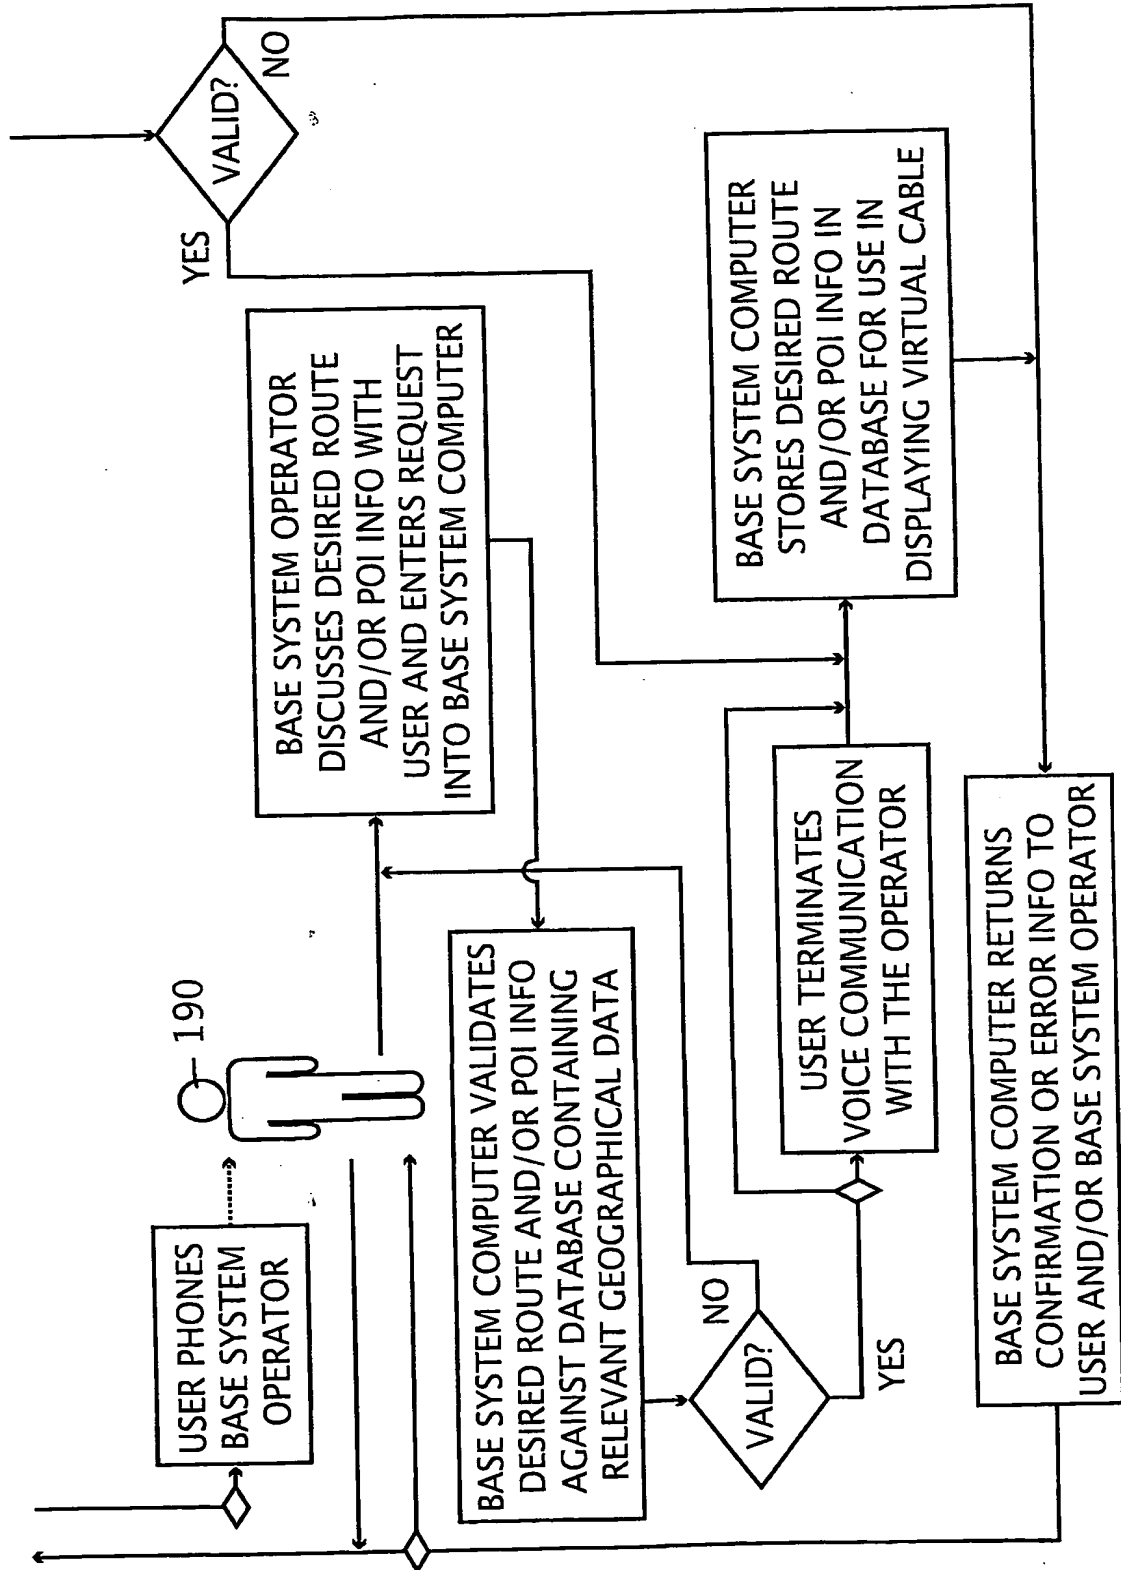 USER PHONES
BASE SYSTEM
OPERATOR
190
BASE SYSTEM OPERATOR
DISCUSSES DESIRED ROUTE
AND/OR POI INFO WITH
USER AND ENTERS REQUEST
INTO BASE SYSTEM COMPUTER
YES
VALID?
NO
BASE SYSTEM COMPUTER VALIDATES
DESIRED ROUTE AND/OR POI INFO
AGAINST DATABASE CONTAINING
RELEVANT GEOGRAPHICAL DATA
VALID?
NO
YES
USER TERMINATES
VOICE COMMUNICATION
WITH THE OPERATOR
BASE SYSTEM COMPUTER
STORES DESIRED ROUTE
AND/OR POI INFO IN
DATABASE FOR USE IN
DISPLAYING VIRTUAL CABLE
BASE SYSTEM COMPUTER RETURNS
CONFIRMATION OR ERROR INFO TO
USER AND/OR BASE SYSTEM OPERATOR